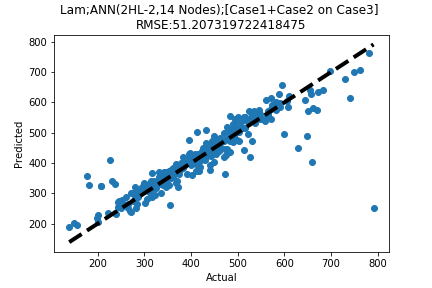 Lam;ANN(2HL-2,14 Nodes);[Case1+Case2 on Case3]
RMSE:51.207319722418475
800
700
600
500
400
300
200
Predicted
200 300 400 500 600 700 800
Actual